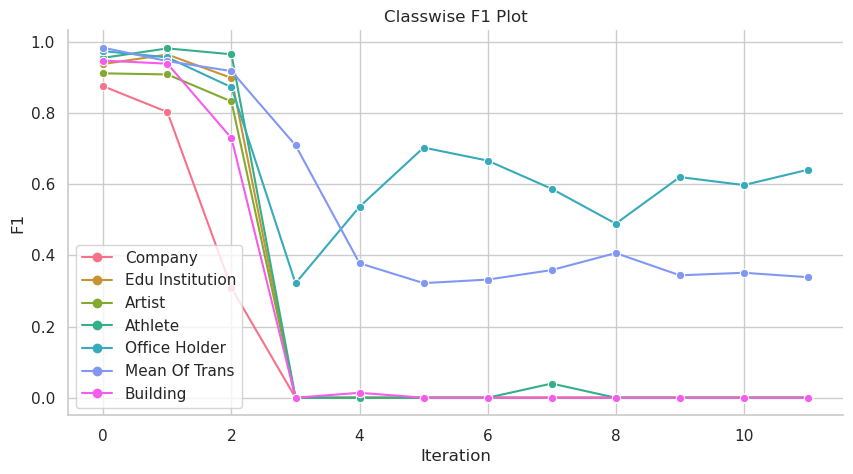 Classwise F1 Plot
1.0
0.8
0.6
0.4
0.2
0.0
F1
Company
Edu Institution
Artist
Athlete
Office Holder
Mean Of Trans
Building
0 2 4 6 8 10
Iteration